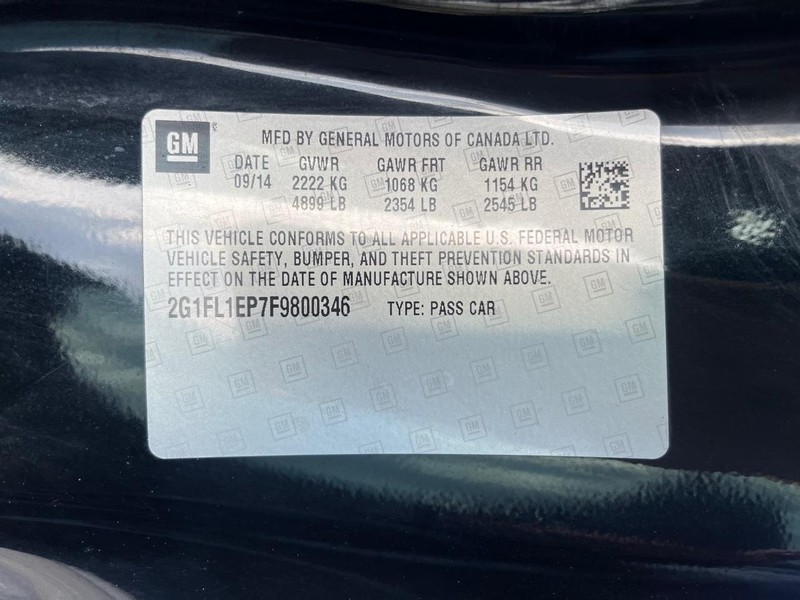 GM
MFD BY GENERAL MOTORS OF CANADA LTD.
DATE GVWR GAWR FRT GAWR RR
09/14 2222 KG 1068 KG 1154 KG
4899 LB 2354 LB 2545 LB
THIS VEHICLE CONFORMS TO ALL APPLICABLE U.S. FEDERAL MOTOR
VEHICLE SAFETY, BUMPER, AND THEFT PREVENTION STANDARDS IN
EFFECT ON THE DATE OF MANUFACTURE SHOWN ABOVE.
2G1FL1EP7F9800346 TYPE: PASS CAR